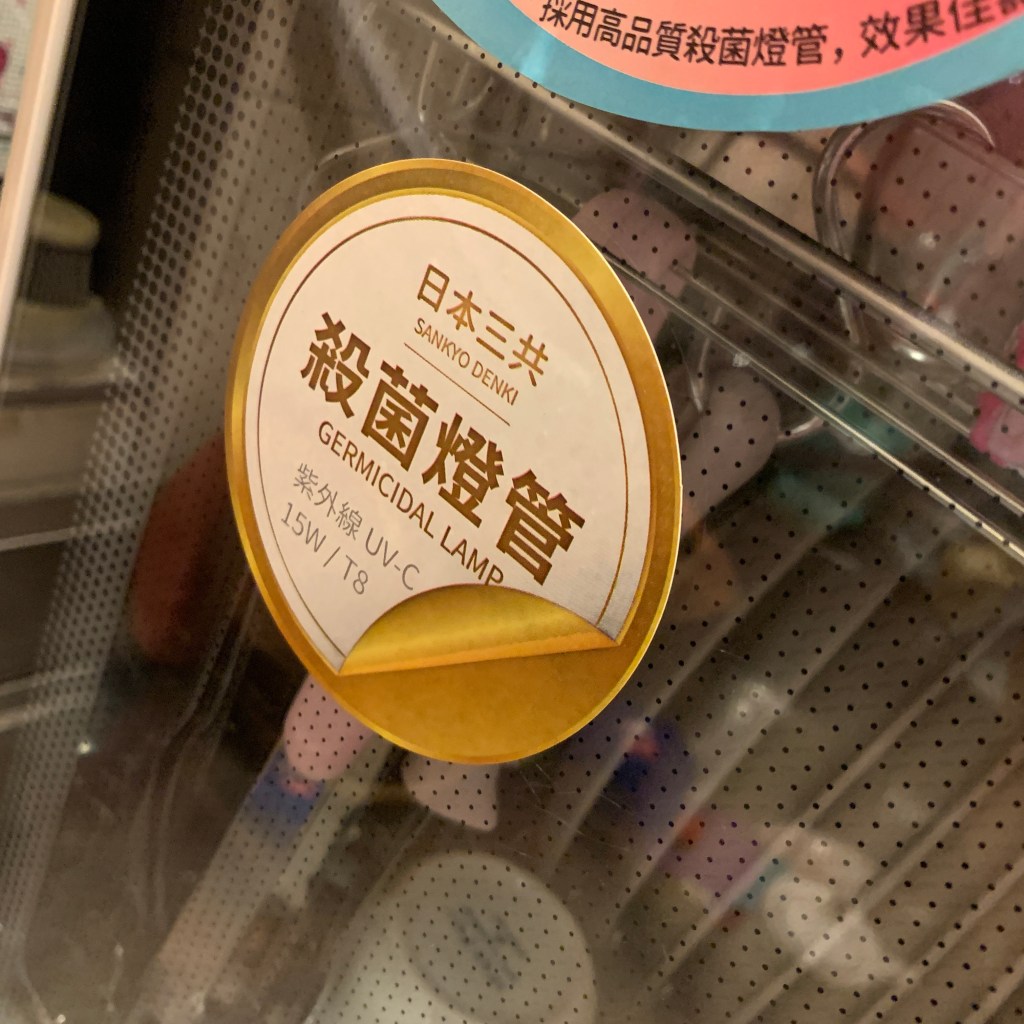 採用高品質殺菌燈管，效果佳
日本三共
SANKYO DENKI
殺菌燈管
GERMICIDAL LAMP
紫外線 UV-C
15W / T8